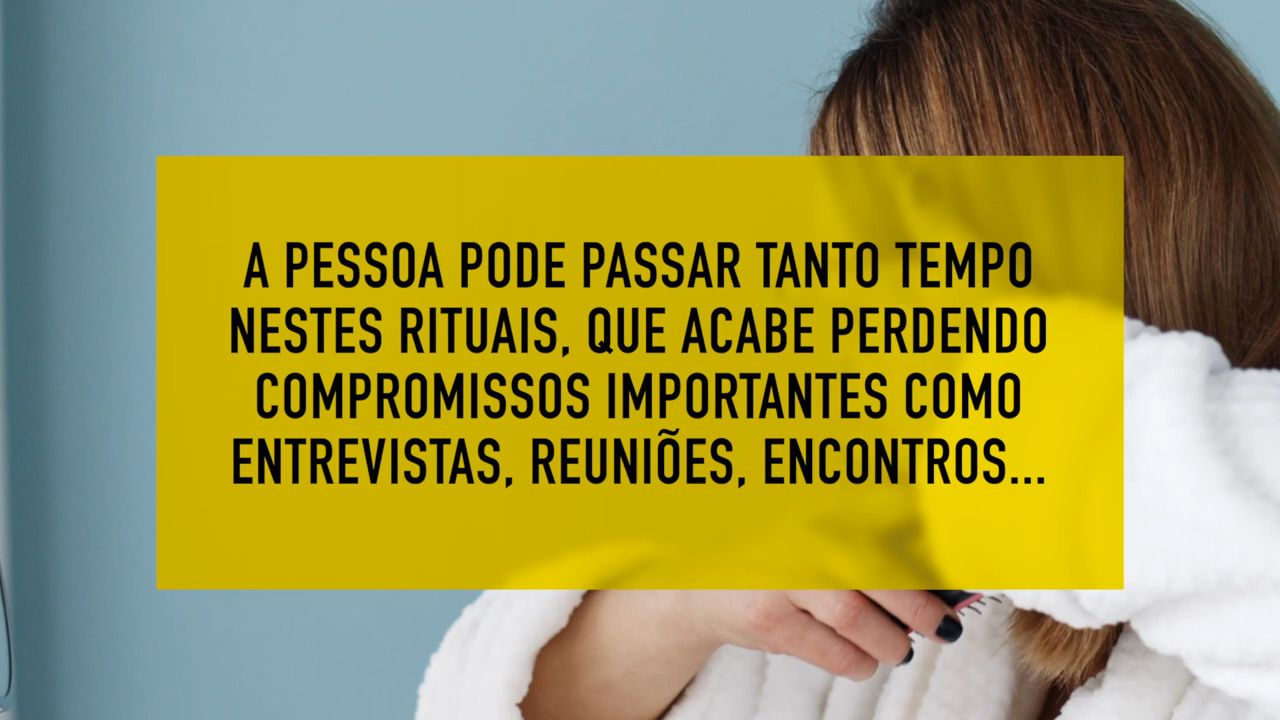 A PESSOA PODE PASSAR TANTO TEMPO
NESTES RITUAIS, QUE ACABE PERDENDO
COMPROMISSOS IMPORTANTES COMO
ENTREVISTAS, REUNIÕES, ENCONTROS...